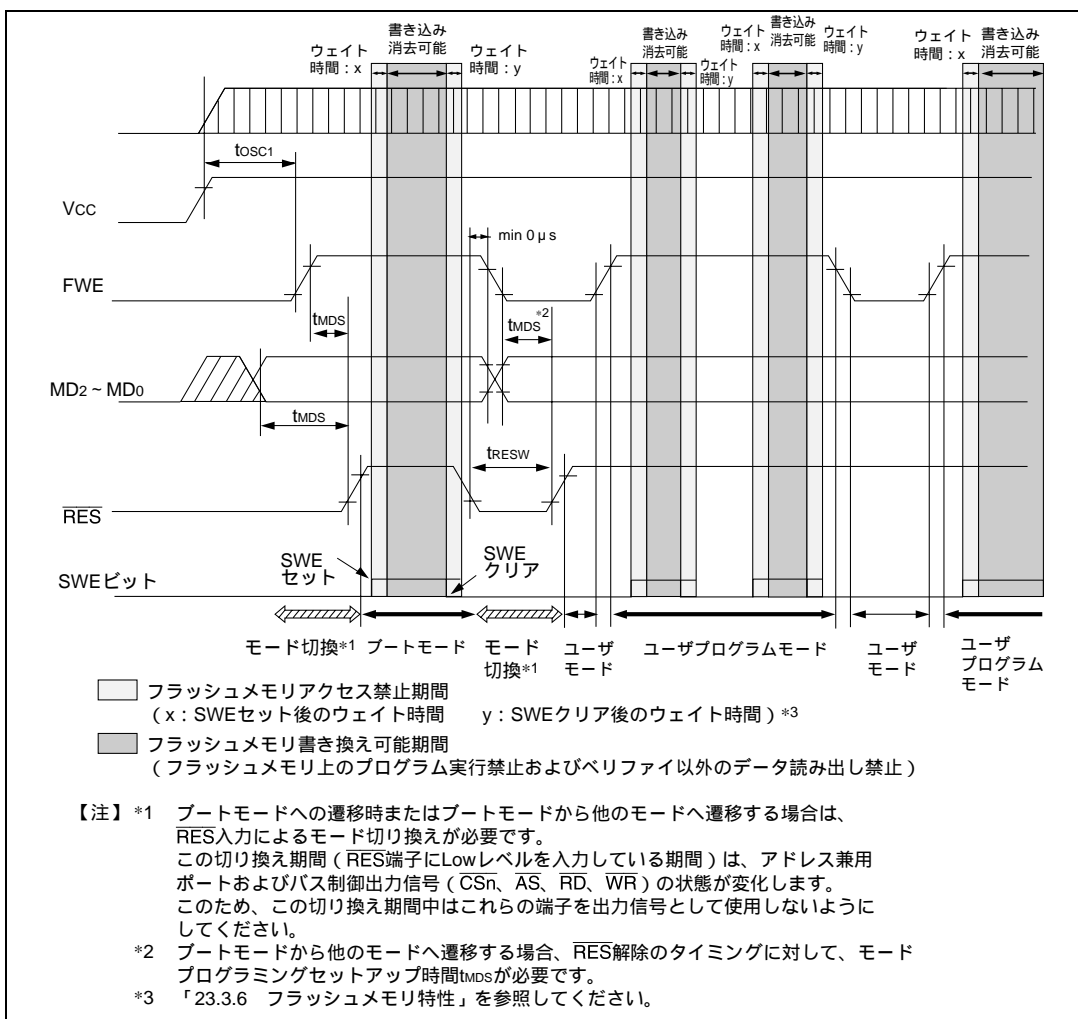 書き込み
消去可能
ウェイト
時間：x
ウェイト
時間：y
ウェイト
時間：x
書き込み
消去可能
ウェイト
時間：y
ウェイト
時間：x
書き込み
消去可能
ウェイト
時間：y
ウェイト
時間：x
書き込み
消去可能
tOSC1
VCC
min 0μs
FWE
tMDS
tMDS*2
MD2～MD0
tMDS
tRESW
RES
SWEビット
SWE
セット
SWE
クリア
モード切換*1
ブートモード
モード
切換*1
ユーザ
モード
ユーザプログラムモード
ユーザ
モード
ユーザ
プログラム
モード
フラッシュメモリアクセス禁止期間
（x：SWEセット後のウェイト時間　y：SWEクリア後のウェイト時間）*3
フラッシュメモリ書き換え可能期間
（フラッシュメモリ上のプログラム実行禁止およびベリファイ以外のデータ読み出し禁止）
【注】*1　ブートモードへの遷移時またはブートモードから他のモードへ遷移する場合は、
RES入力によるモード切り換えが必要です。
この切り換え期間（RES端子にLowレベルを入力している期間）は、アドレス兼用
ポートおよびバス制御出力信号（CSn、AS、RD、WR）の状態が変化します。
このため、この切り換え期間中はこれらの端子を出力信号として使用しないように
してください。
*2　ブートモードから他のモードへ遷移する場合、RES解除のタイミングに対して、モード
プログラミングセットアップ時間tMDSが必要です。
*3　「23.3.6　フラッシュメモリ特性」を参照してください。